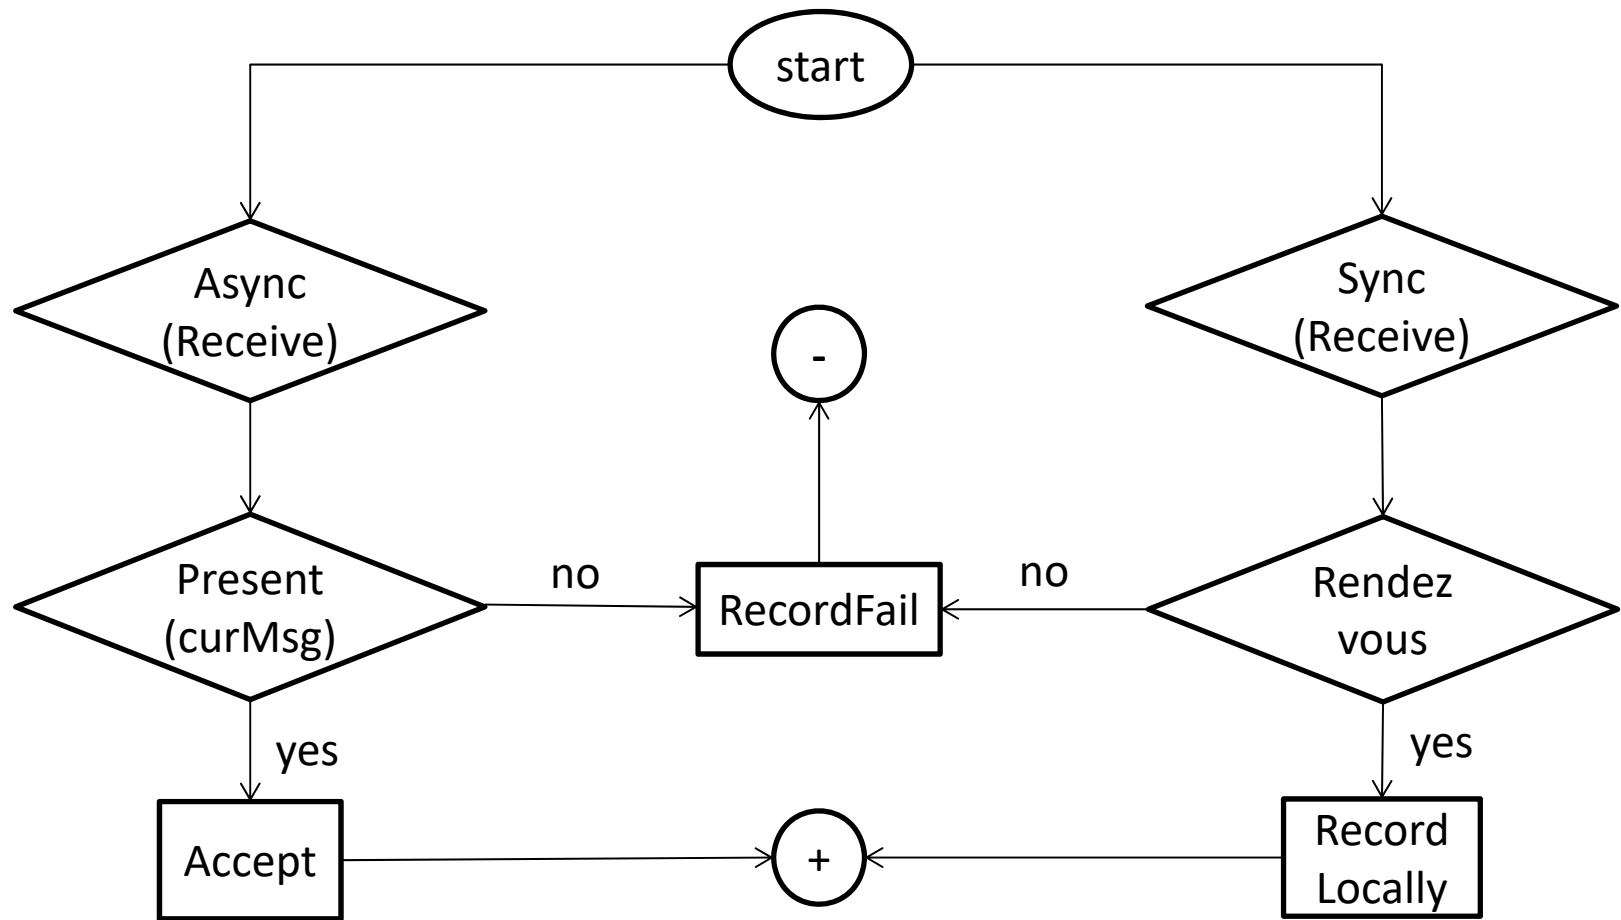 start
Async
(Receive)
Sync
(Receive)
-
Present
(curMsg)
no
RecordFail
no
Rendez
vous
yes
yes
Accept
+
Record
Locally